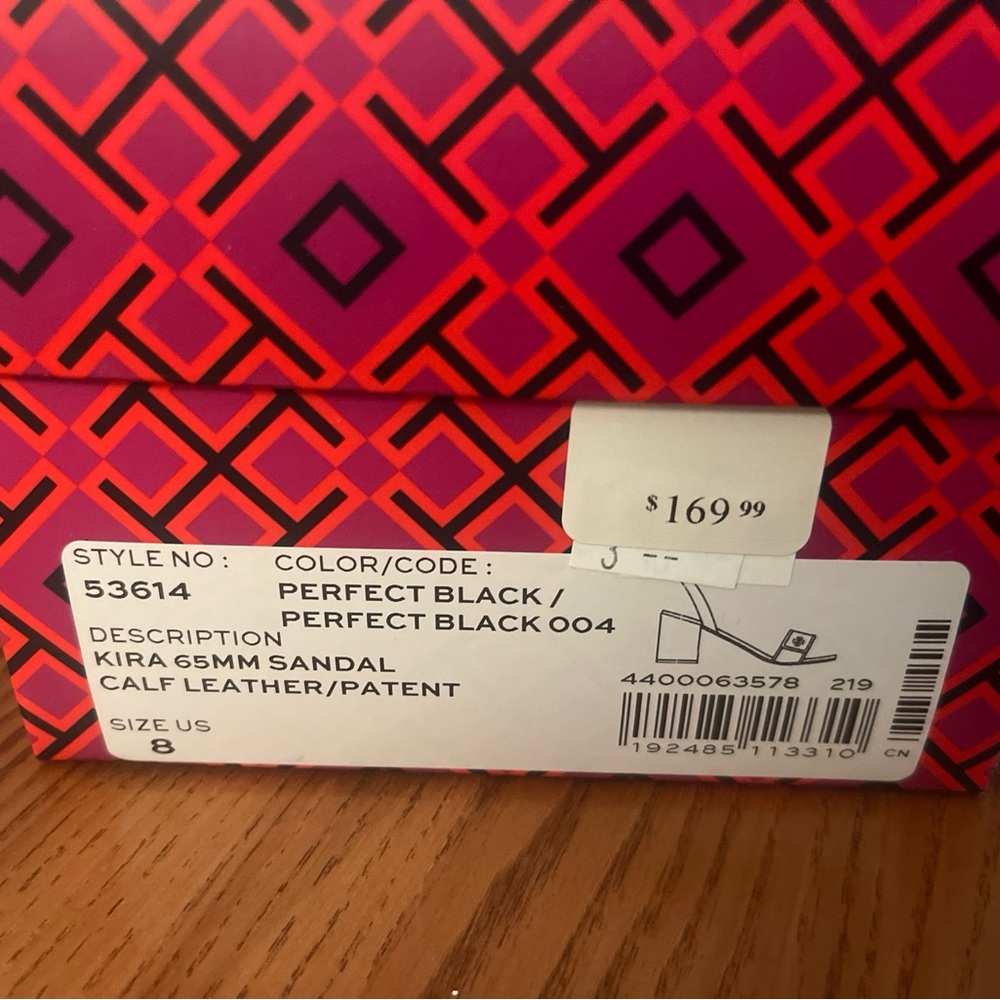 $169 99
STYLE NO :
53614
COLOR/CODE :
PERFECT BLACK /
PERFECT BLACK 004
DESCRIPTION
KIRA 65MM SANDAL
CALF LEATHER/PATENT
SIZE US
8
4400063578 219
192485 113310
CN